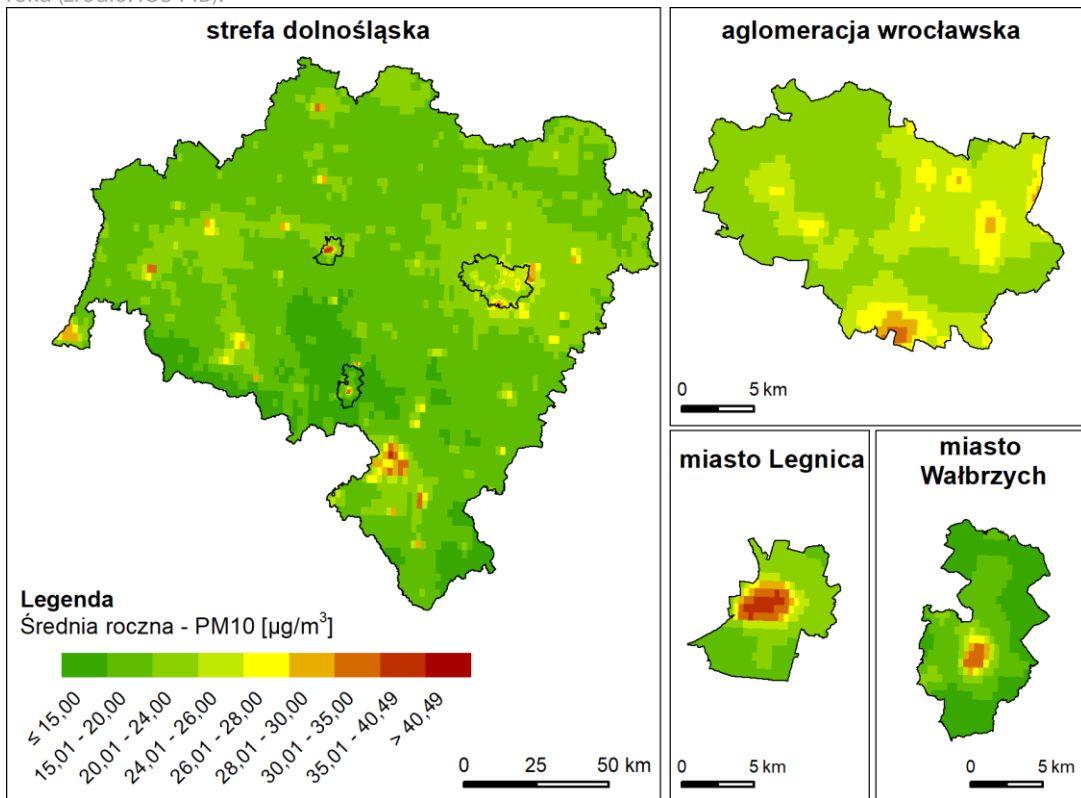 strefa dolnośląska
aglomeracja wrocławska
0 5 km
miasto Legnica
miasto
Wałbrzych
Legenda
Średnia roczna - PM10 [µg/m³]
≤ 15,00
15,01 - 20,00
20,01 - 24,00
24,01 - 26,00
26,01 - 28,00
28,01 - 30,00
30,01 - 35,00
35,01 - 40,49
> 40,49
0 25 50 km
0 5 km
0 5 km